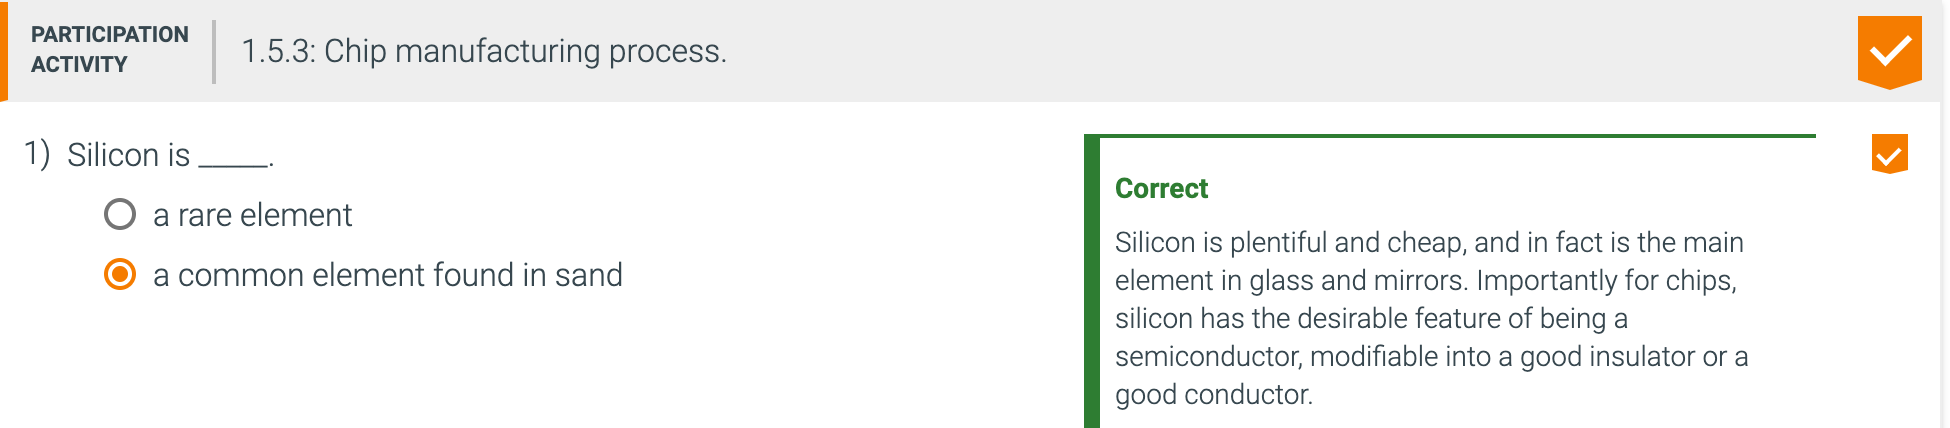 PARTICIPATION
ACTIVITY
1.5.3: Chip manufacturing process.
1) Silicon is _____.
a rare element
a common element found in sand
Correct
Silicon is plentiful and cheap, and in fact is the main
element in glass and mirrors. Importantly for chips,
silicon has the desirable feature of being a
semiconductor, modifiable into a good insulator or a
good conductor.